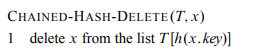 CHAINED-HASH-DELETE(T, x)
1 delete x from the list T[h(x.key)]